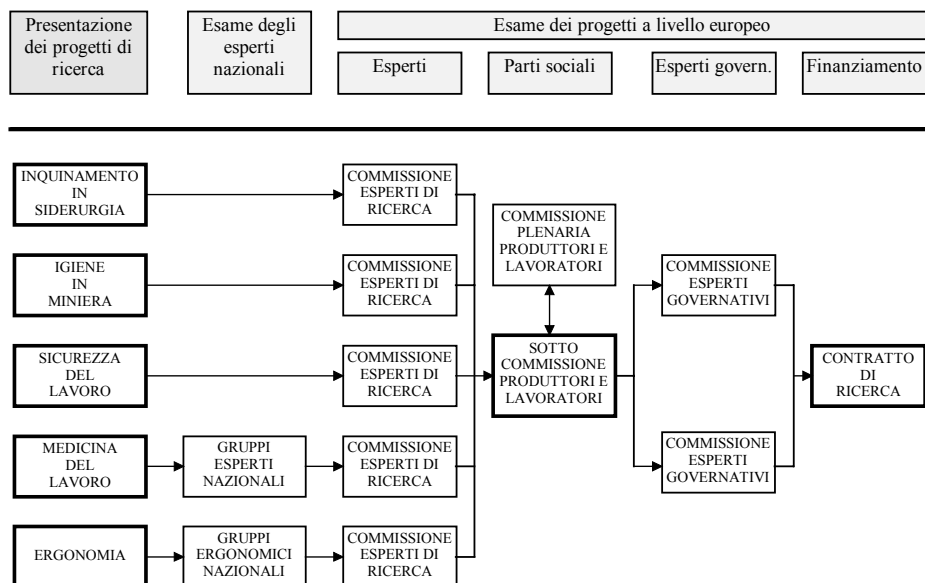 Presentazione
dei progetti di
ricerca
Esame degli
esperti
nazionali
Esame dei progetti a livello europeo
Esperti
Parti sociali
Esperti govern.
Finanziamento
INQUINAMENTO
IN
SIDERURGIA
COMMISSIONE
ESPERTI DI
RICERCA
COMMISSIONE
PLENARIA
PRODUTTORI E
LAVORATORI
IGIENE
IN
MINIERA
COMMISSIONE
ESPERTI DI
RICERCA
COMMISSIONE
ESPERTI
GOVERNATIVI
SICUREZZA
DEL
LAVORO
COMMISSIONE
ESPERTI DI
RICERCA
SOTTO
COMMISSIONE
PRODUTTORI E
LAVORATORI
CONTRATTO
DI
RICERCA
MEDICINA
DEL
LAVORO
GRUPPI
ESPERTI
NAZIONALI
COMMISSIONE
ESPERTI DI
RICERCA
COMMISSIONE
ESPERTI
GOVERNATIVI
ERGONOMIA
GRUPPI
ERGONOMICI
NAZIONALI
COMMISSIONE
ESPERTI DI
RICERCA